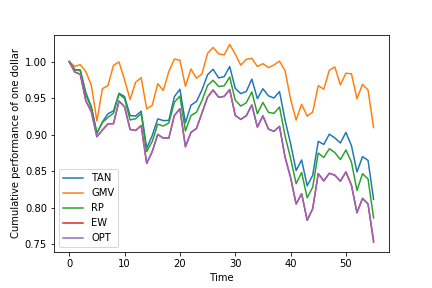 Cumulative perfomance of one dollar
1.00
0.95
0.90
0.85
0.80
0.75
TAN
GMV
RP
EW
OPT
0 10 20 30 40 50
Time